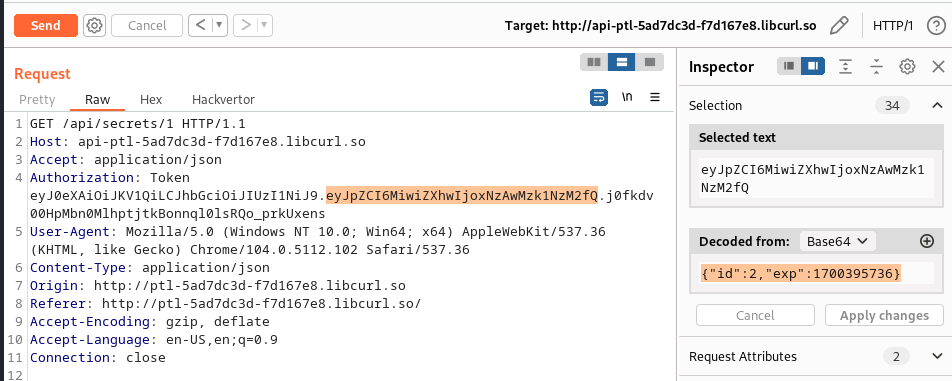 Send
Cancel
< ▾
> ▾
Target: http://api-ptl-5ad7dc3d-f7d167e8.libcurl.so
HTTP/1
?
Request
Pretty
Raw
Hex
Hackvertor
\n
1 GET /api/secrets/1 HTTP/1.1
2 Host: api-ptl-5ad7dc3d-f7d167e8.libcurl.so
3 Accept: application/json
4 Authorization: Token
eyJ0eXAiOiJKV1QiLCJhbGciOiJIUzI1NiJ9.eyJpZCI6MiwiZXhwIjoxNzAwMzk1NzM2fQ.j0fkdv
00HpMbn0MlhptjtkBonnql0lsRQo_prkUxens
5 User-Agent: Mozilla/5.0 (Windows NT 10.0; Win64; x64) AppleWebKit/537.36
(KHTML, like Gecko) Chrome/104.0.5112.102 Safari/537.36
6 Content-Type: application/json
7 Origin: http://ptl-5ad7dc3d-f7d167e8.libcurl.so
8 Referer: http://ptl-5ad7dc3d-f7d167e8.libcurl.so/
9 Accept-Encoding: gzip, deflate
10 Accept-Language: en-US,en;q=0.9
11 Connection: close
12
Inspector
Selection
34
Selected text
eyJpZCI6MiwiZXhwIjoxNzAwMzk1
NzM2fQ
Decoded from:
Base64
{"id":2,"exp":1700395736}
Cancel
Apply changes
Request Attributes
2